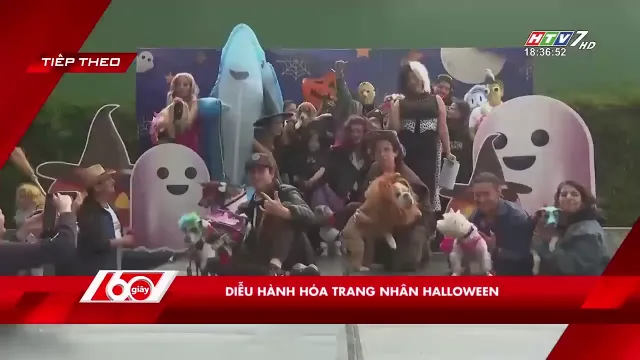 TIẾP THEO
HTV7 HD
18:36:52
60 giây
DIỄU HÀNH HÓA TRANG NHÂN HALLOWEEN